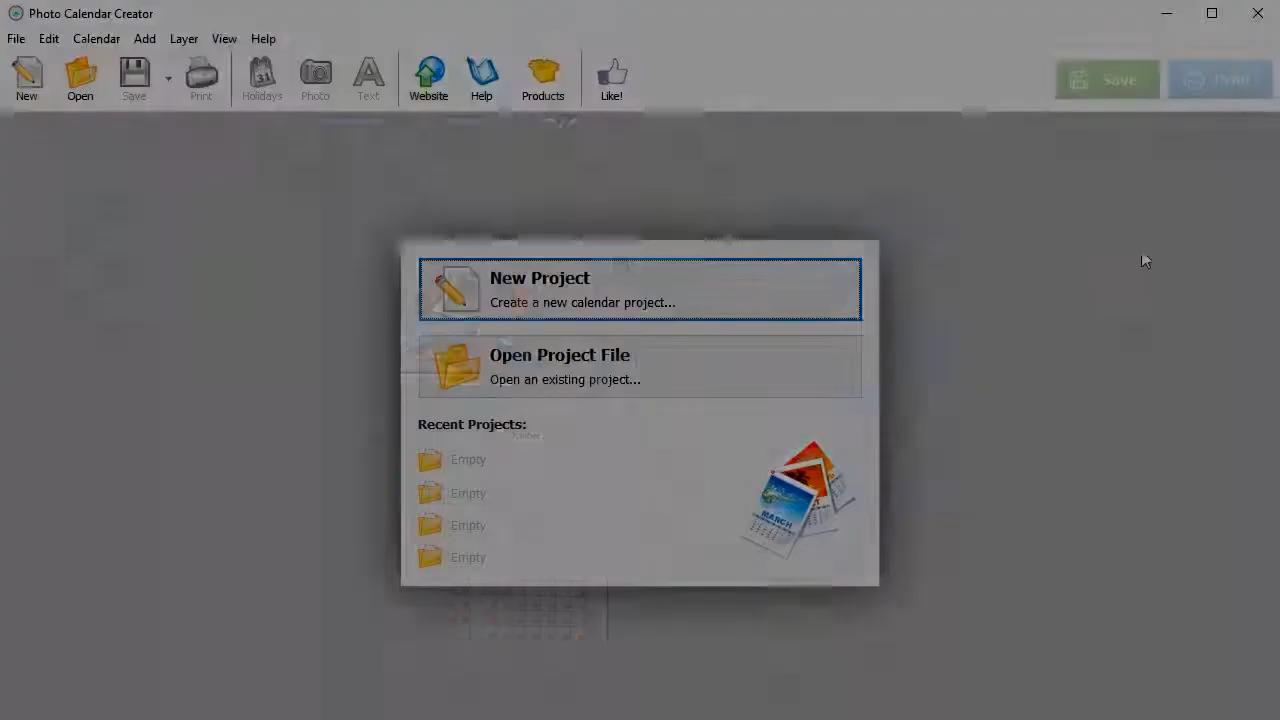 Photo Calendar Creator
File Edit Calendar Add Layer View Help
New Open Save Print Holidays Photo Text Website Help Products Like!
Save Print
New Project
Create a new calendar project...
Open Project File
Open an existing project...
Recent Projects:
Empty
Empty
Empty
Empty
MARCH